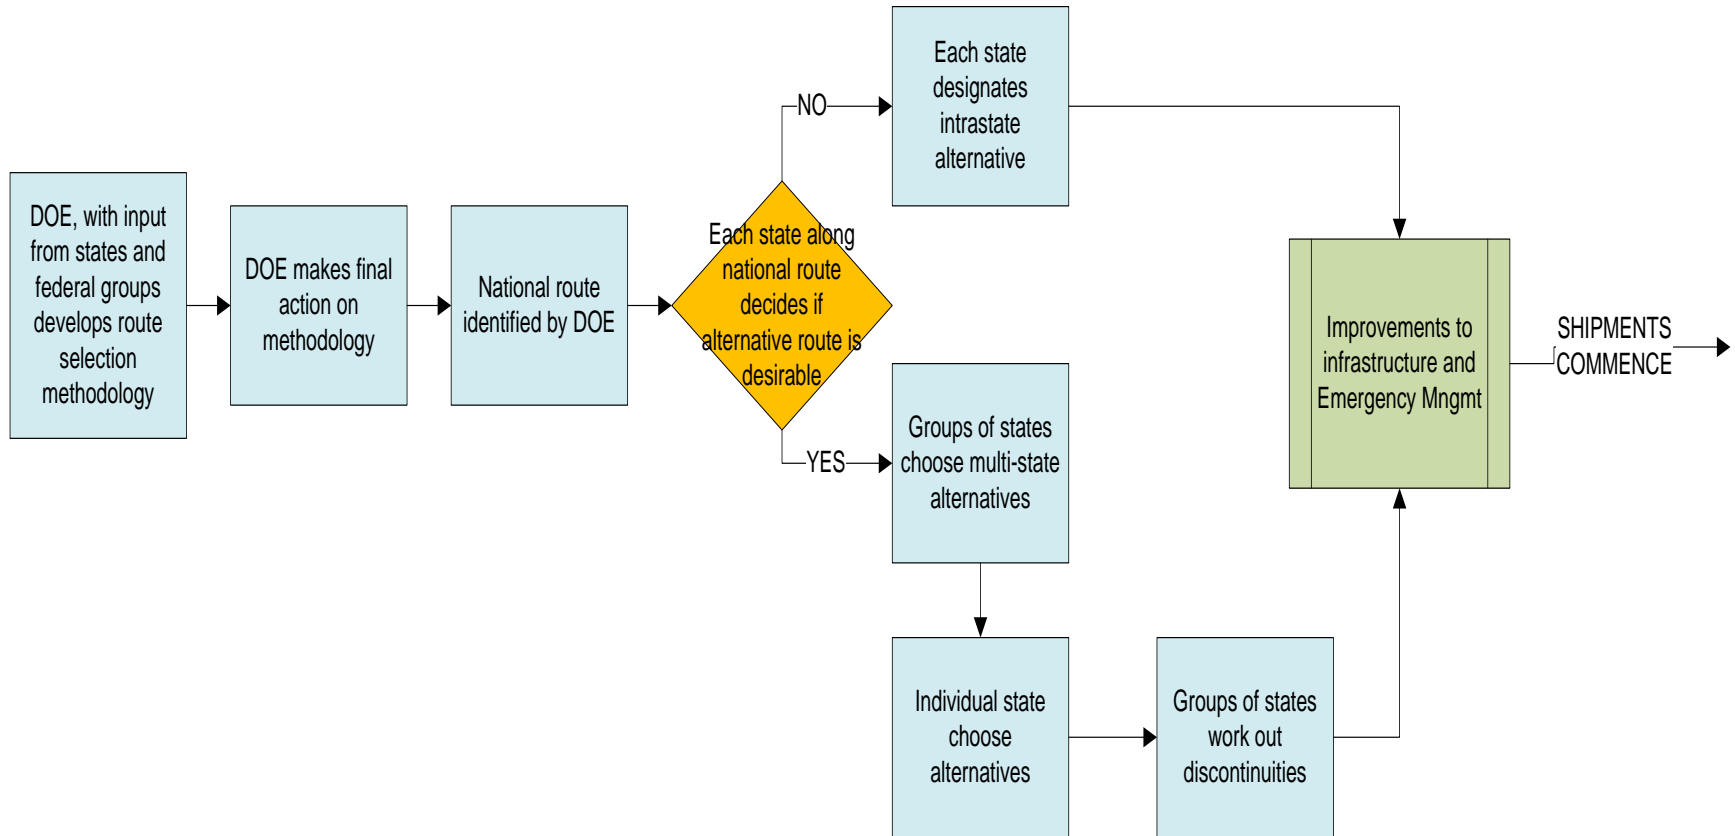 DOE, with input
from states and
federal groups
develops route
selection
methodology
DOE makes final
action on
methodology
National route
identified by DOE
Each state along
national route
decides if
alternative route is
desirable
NO
Each state
designates
intrastate
alternative
YES
Groups of states
choose multi-state
alternatives
Individual state
choose
alternatives
Groups of states
work out
discontinuities
Improvements to
infrastructure and
Emergency Mngmt
SHIPMENTS
COMMENCE